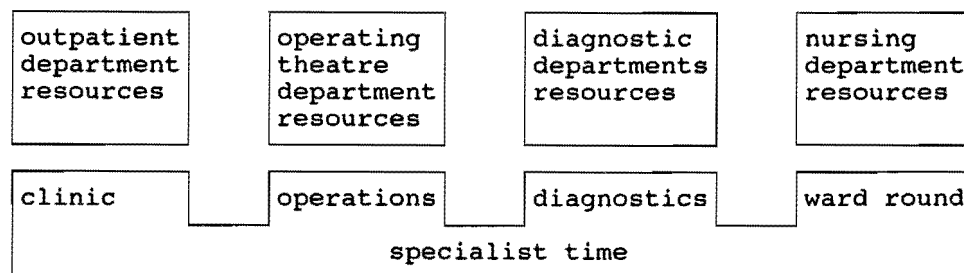 outpatient
department
resources
operating
theatre
department
resources
diagnostic
departments
resources
nursing
department
resources
clinic
operations
diagnostics
ward round
specialist time